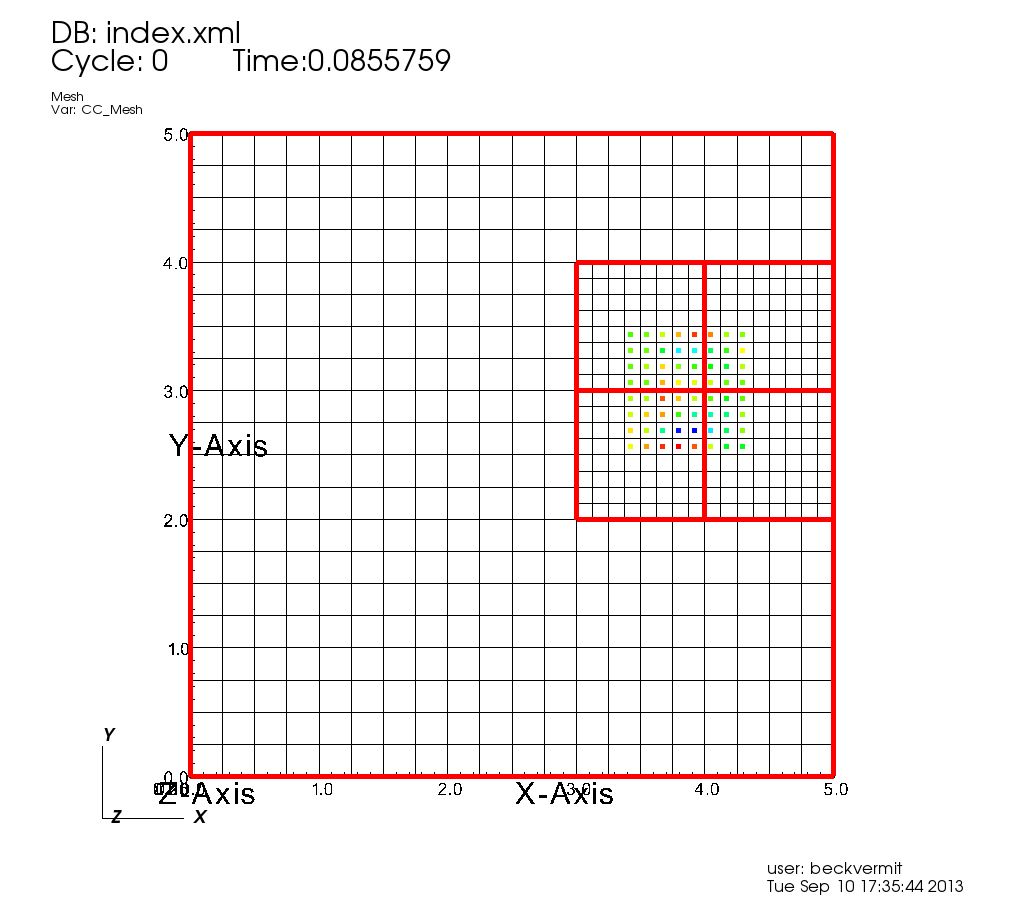 DB: index.xml
Cycle: 0 Time:0.0855759
Mesh
Var: CC_Mesh
5.0
4.0
3.0
Y-Axis
2.0
1.0
Y
0.0
Z-Axis
1.0
2.0
3.0
X-Axis
4.0
5.0
Z
X
user: beckvermit
Tue Sep 10 17:35:44 2013